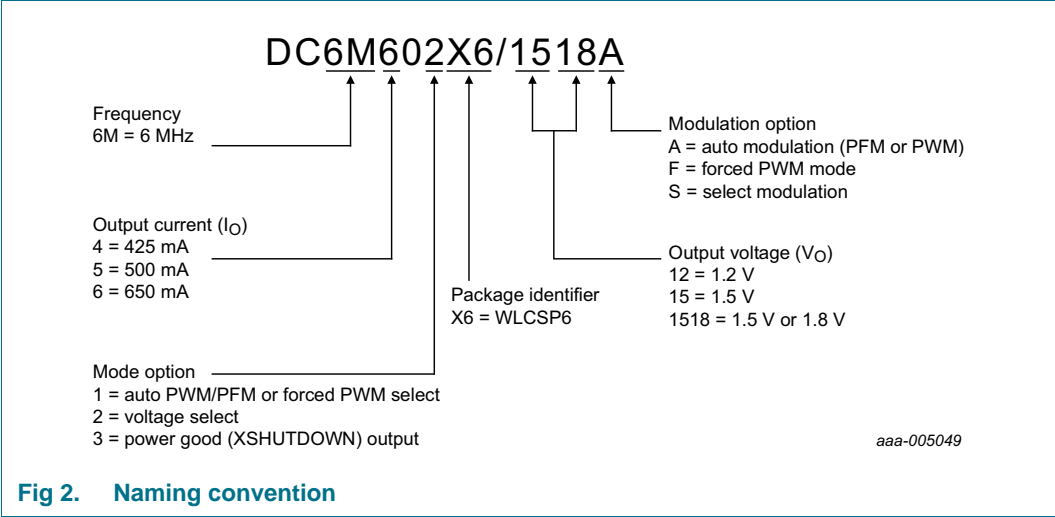 DC6M602X6/1518A
Frequency
6M = 6 MHz
Modulation option
A = auto modulation (PFM or PWM)
F = forced PWM mode
S = select modulation
Output current (IO)
4 = 425 mA
5 = 500 mA
6 = 650 mA
Output voltage (VO)
12 = 1.2 V
15 = 1.5 V
1518 = 1.5 V or 1.8 V
Package identifier
X6 = WLCSP6
Mode option
1 = auto PWM/PFM or forced PWM select
2 = voltage select
3 = power good (XSHUTDOWN) output
aaa-005049
Fig 2. Naming convention